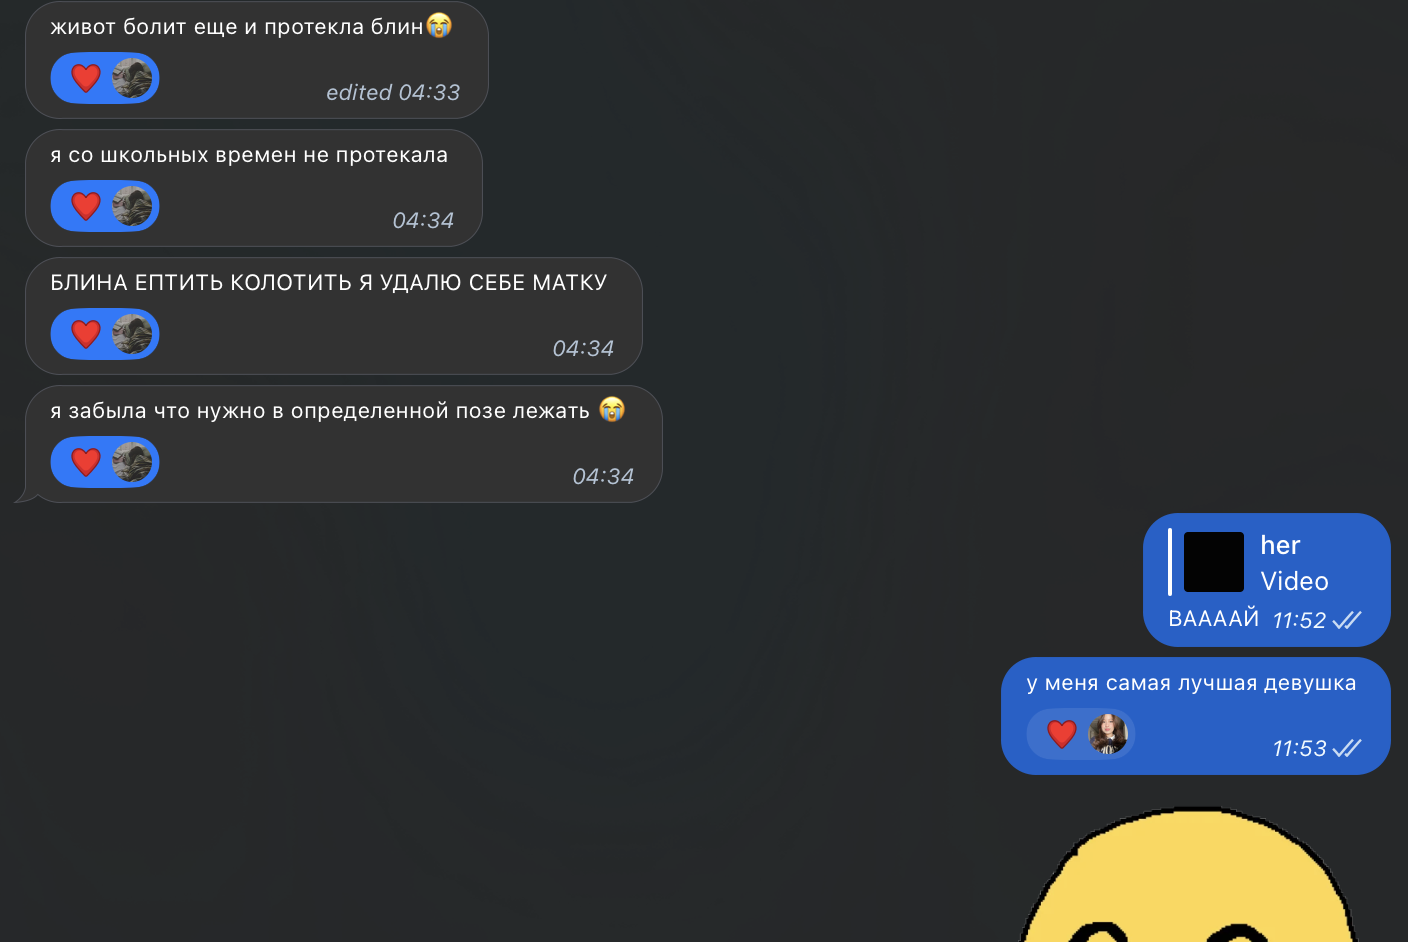 живот болит еще и протекла блин😭
❤️
edited 04:33
я со школьных времен не протекала
❤️
04:34
БЛИНА ЕПТИТЬ КОЛОТИТЬ Я УДАЛЮ СЕБЕ МАТКУ
❤️
04:34
я забыла что нужно в определенной позе лежать 😭
❤️
04:34
her
Video
ВАААAЙ 11:52
у меня самая лучшая девушка
❤️
11:53